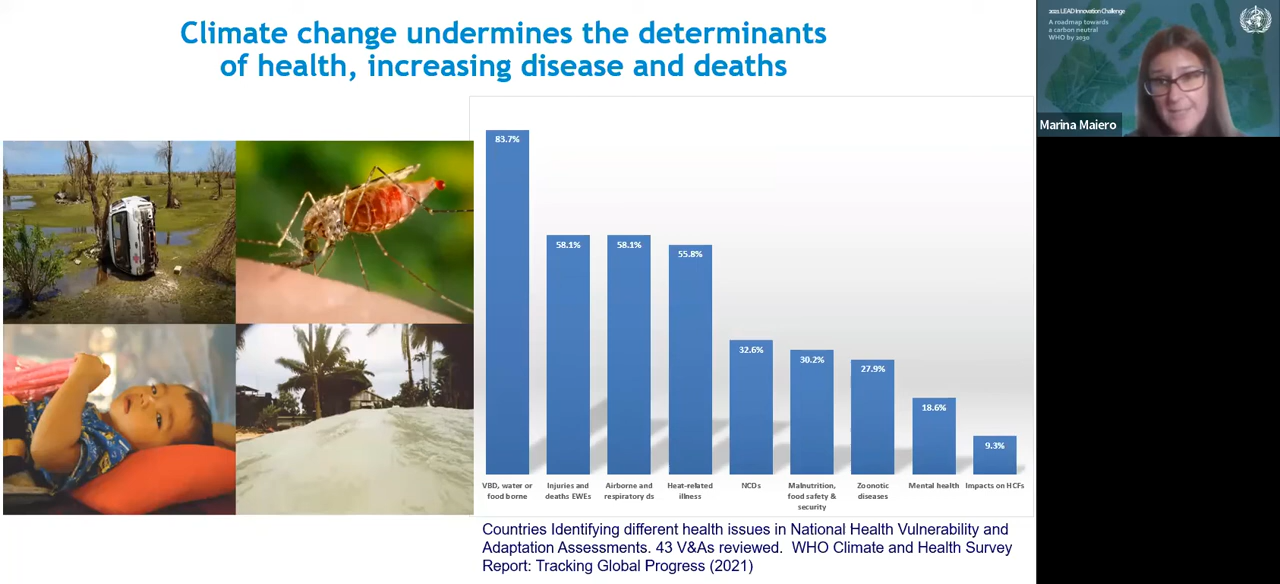 Climate change undermines the determinants
of health, increasing disease and deaths
83.7%
58.1%
58.1%
55.8%
32.6%
30.2%
27.9%
18.6%
9.3%
VBD, water or
food borne
Injuries and
deaths EWEs
Airborne and
respiratory ds
Heat-related
illness
NCDs
Malnutrition,
food safety &
security
Zoonotic
diseases
Mental health
Impacts on HCFs
Countries Identifying different health issues in National Health Vulnerability and
Adaptation Assessments. 43 V&As reviewed.  WHO Climate and Health Survey
Report: Tracking Global Progress (2021)
2021 LEAD Innovation Challenge
A roadmap towards
a carbon neutral
WHO by 2030
Marina Maiero